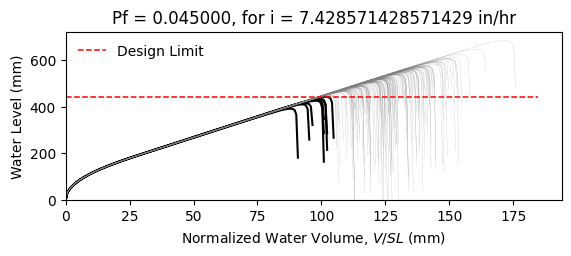 Pf = 0.045000, for i = 7.428571428571429 in/hr
Design Limit
Water Level (mm)
600
400
200
0
0 25 50 75 100 125 150 175
Normalized Water Volume, V/SL (mm)